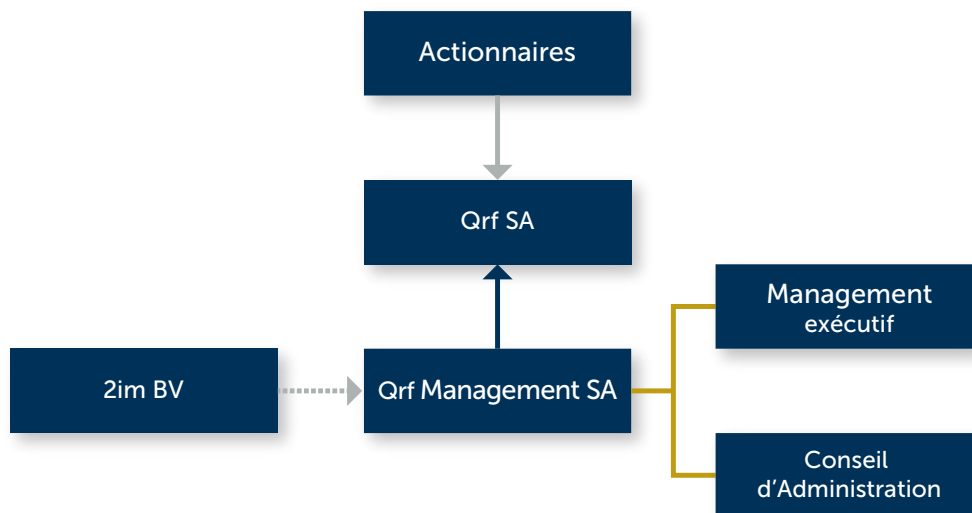 Actionnaires
Qrf SA
Management
exécutif
2im BV
Qrf Management SA
Conseil
d'Administration